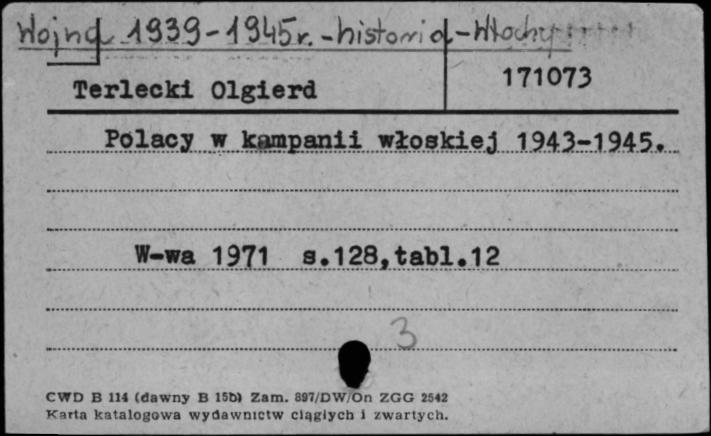 Wojna 1939-1945r. - historia - Włochy
Terlecki Olgierd
171073
Polacy w kampanii włoskiej 1943-1945.
W-wa 1971 s.128,tabl.12
3
CWD B 114 (dawny B 15b) Zam. 897/DW/On ZGG 2542
Karta katalogowa wydawnictw ciągłych i zwartych.